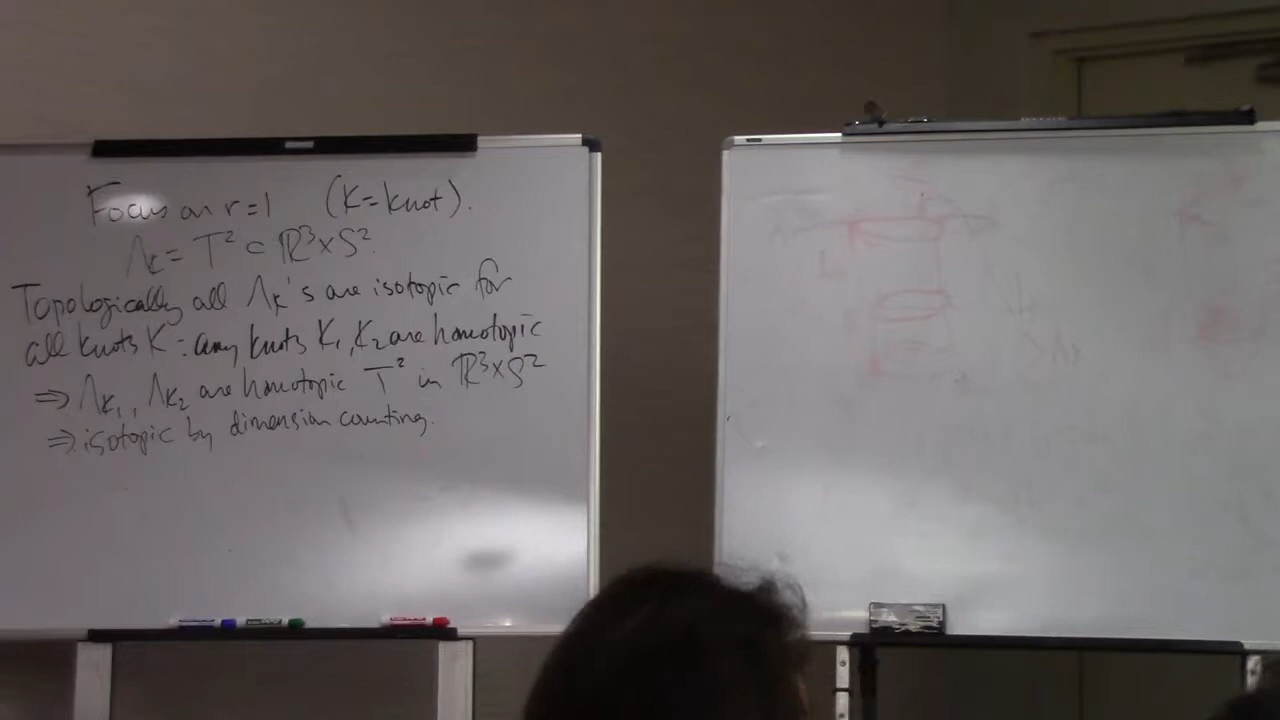 Focus on r=1 (K=knot).
Λ_K = T² ⊂ ℝ³×S²
Topologically all Λ_K's are isotopic for
all knots K: any knots K₁, K₂ are homotopic
⇒ Λ_K₁, Λ_K₂ are homotopic T² in ℝ³×S²
⇒ isotopic by dimension counting.